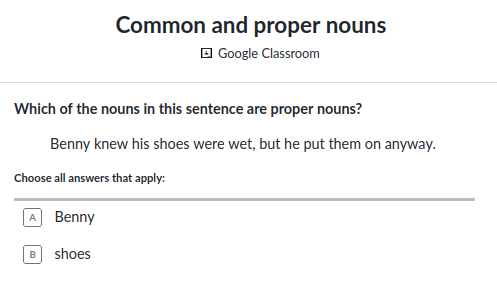 Common and proper nouns
Google Classroom
Which of the nouns in this sentence are proper nouns?
Benny knew his shoes were wet, but he put them on anyway.
Choose all answers that apply:
A Benny
B shoes